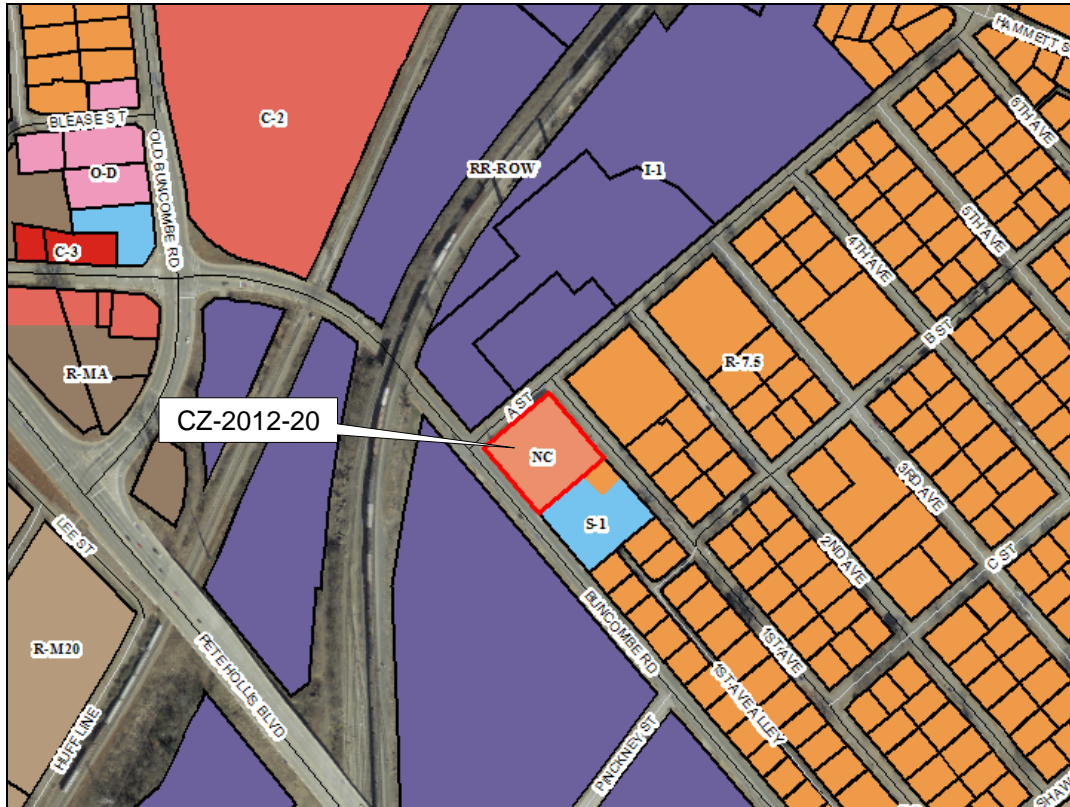 HAMMETT S
BLEASE ST
C-2
6TH AVE
O-D
OLD BUNCOMBE RD
RR-ROW
I-1
5TH AVE
C-3
4TH AVE
B ST
R-MA
R-7.5
A ST
CZ-2012-20
NC
3RD AVE
S-1
LEE ST
2ND AVE
C ST
BUNCOMBE RD
R-M20
PETE HOLLIS BLVD
1ST AVE
1ST AVE ALLEY
HUFF LINE
PINCKNEY ST
SHAW